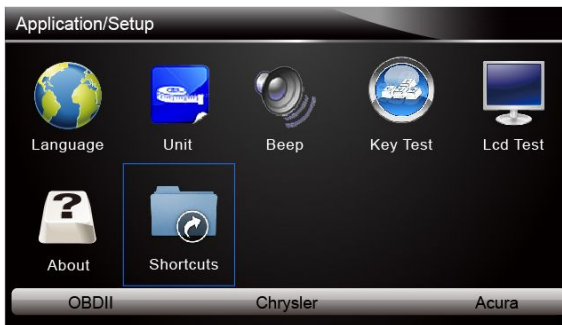 Application/Setup
Language Unit Beep Key Test Lcd Test
About Shortcuts
OBDII Chrysler Acura